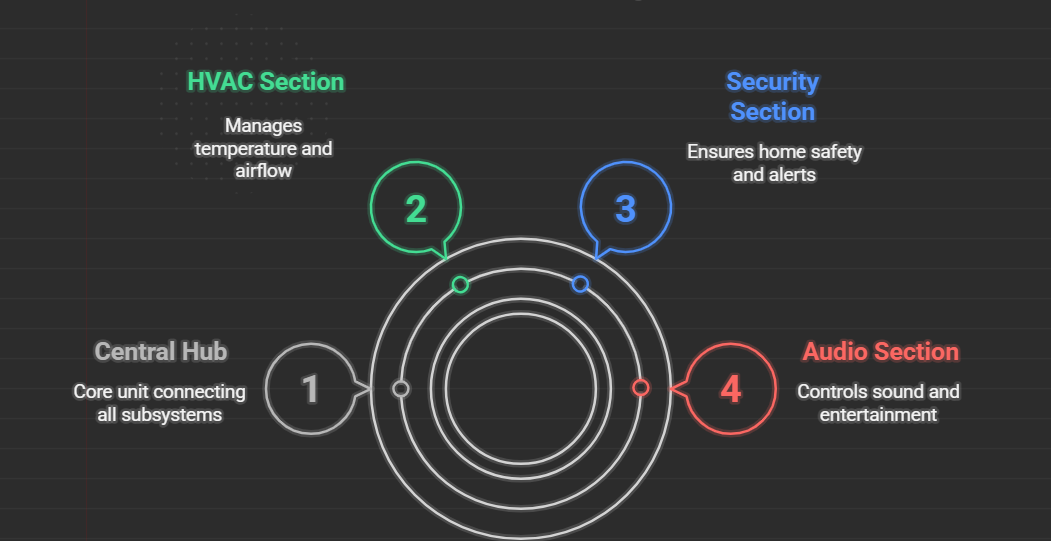 HVAC Section
Manages
temperature and
airflow
2
Security
Section
Ensures home safety
and alerts
3
Central Hub
Core unit connecting
all subsystems
1
4
Audio Section
Controls sound and
entertainment